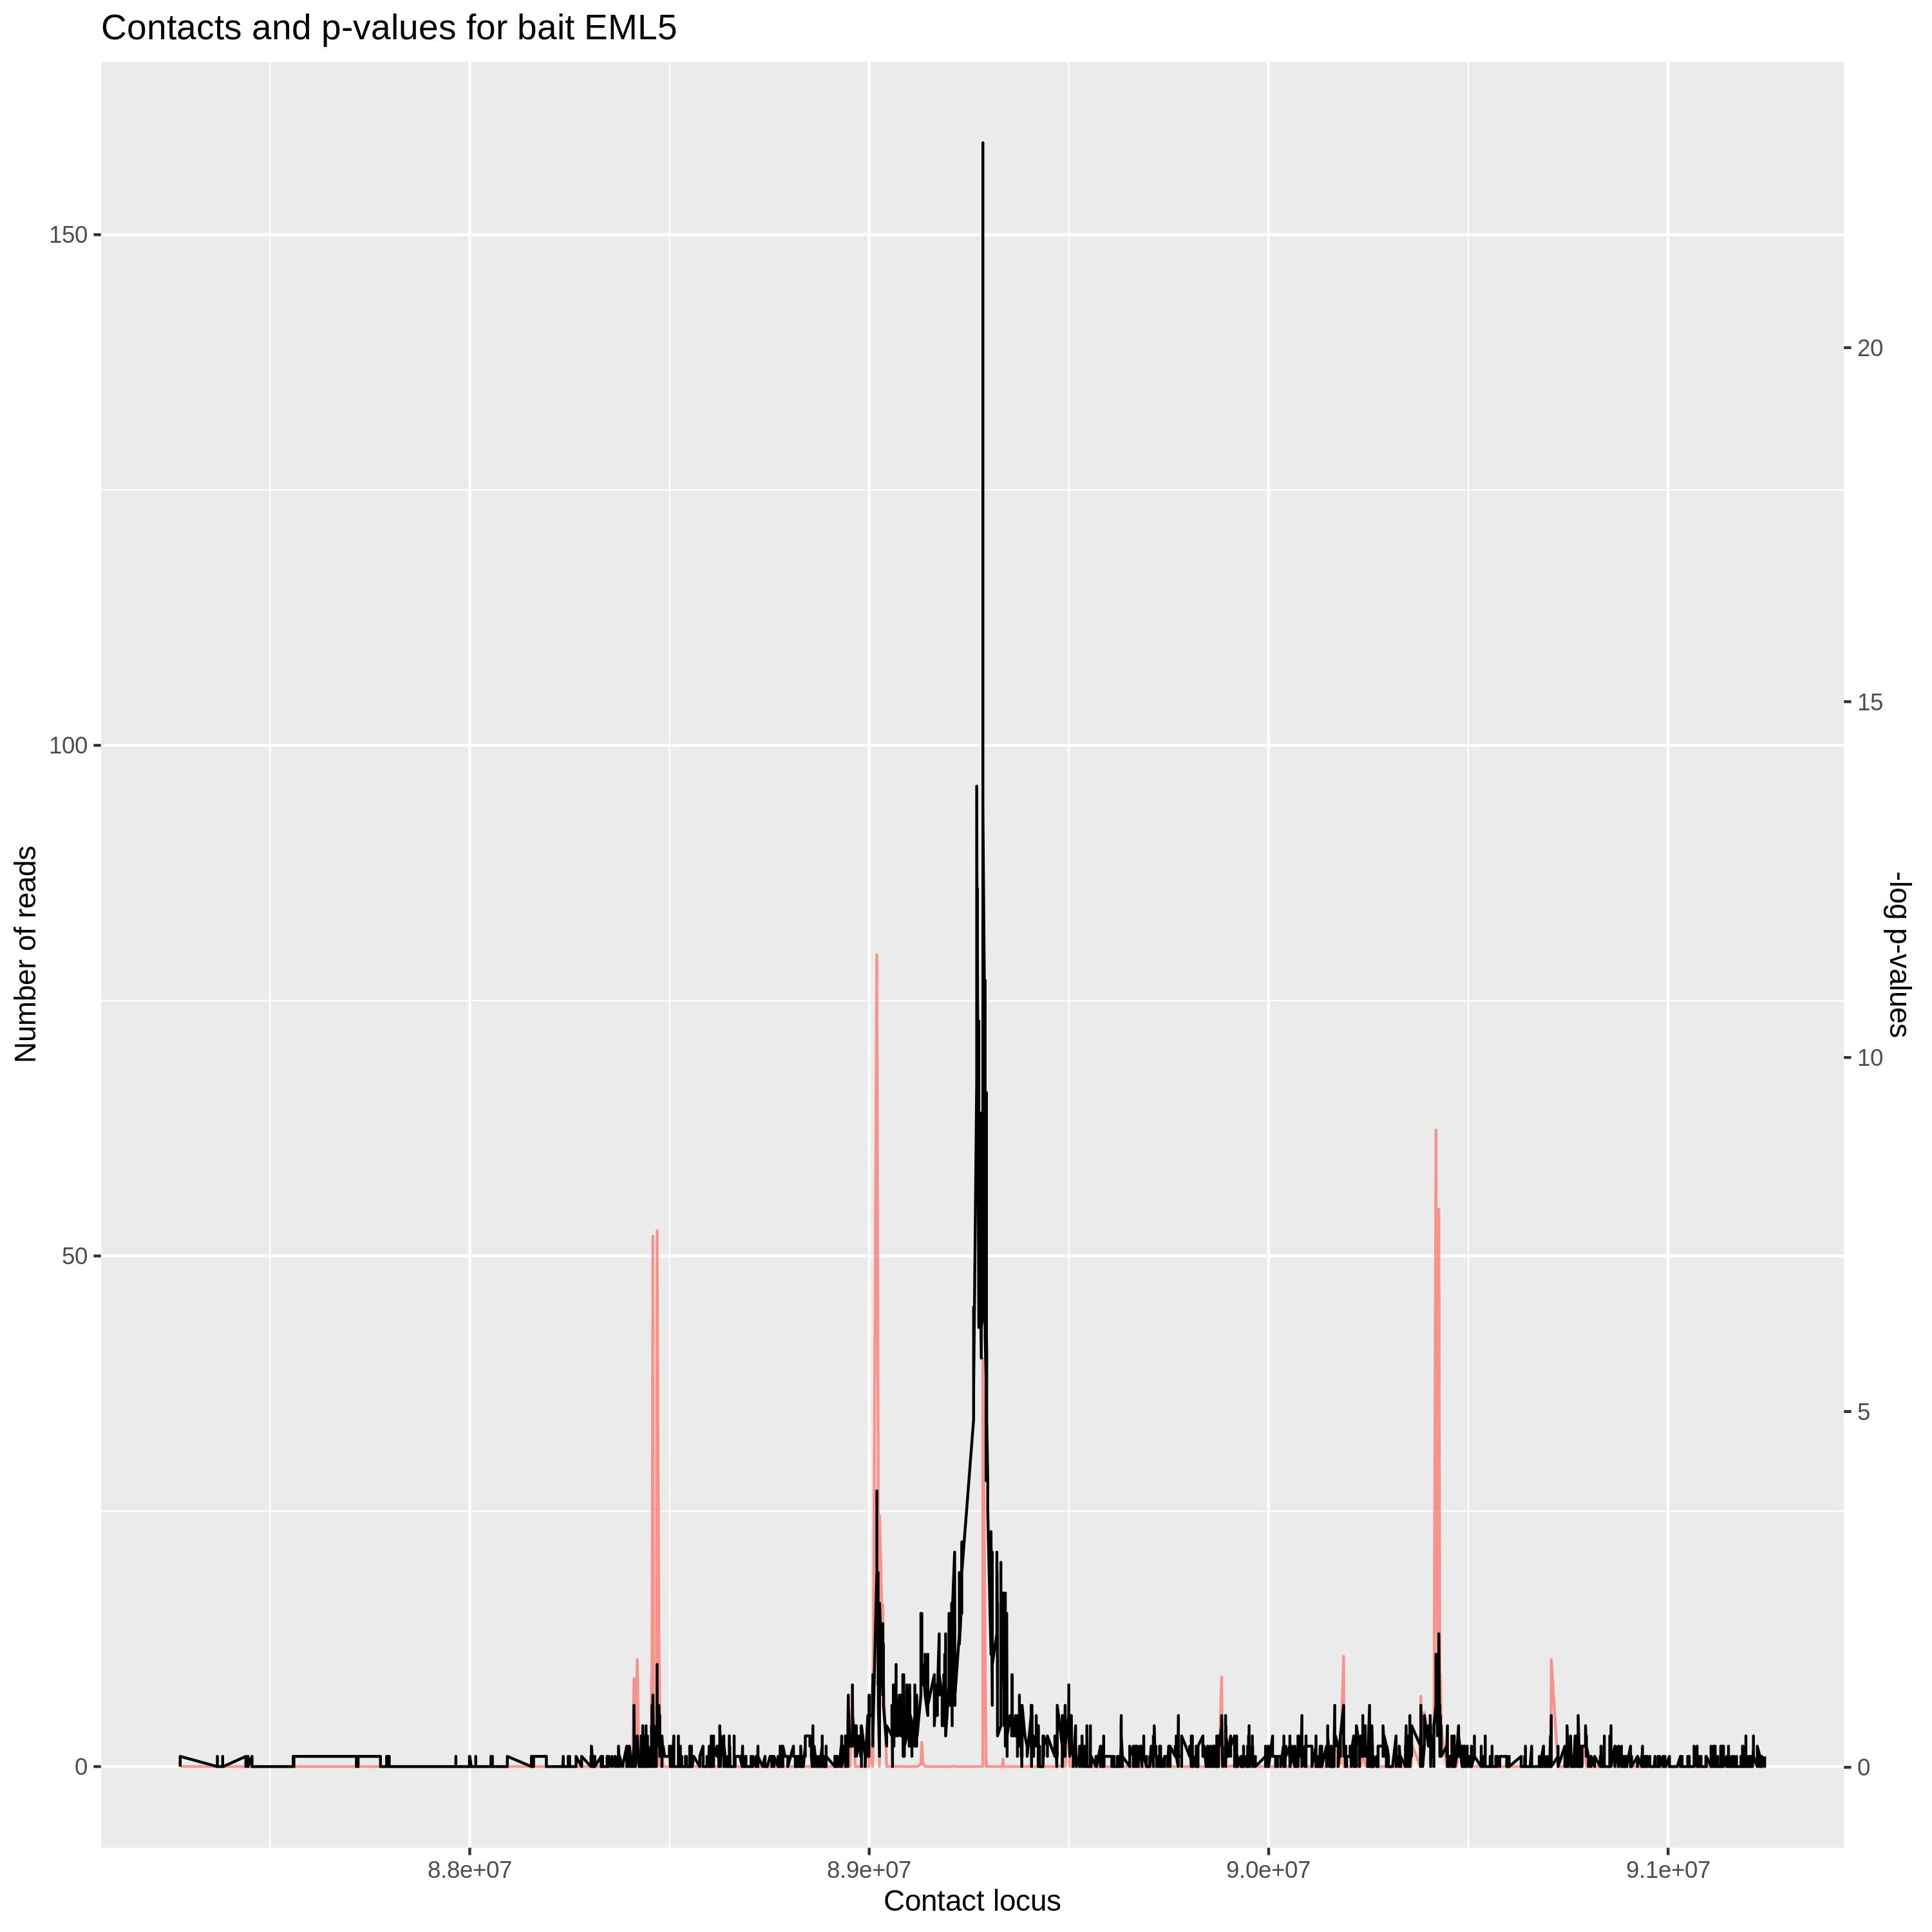 Contacts and p-values for bait EML5
150
100
50
0
Number of reads
20
15
10
5
0
-log p-values
8.8e+07
8.9e+07
9.0e+07
9.1e+07
Contact locus